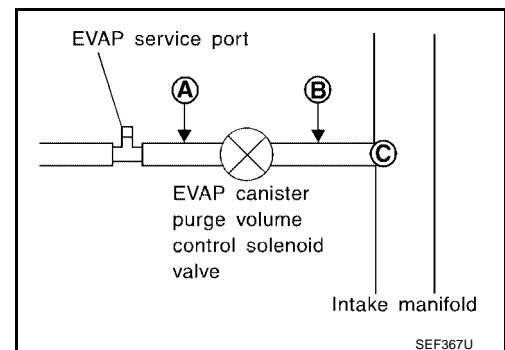 EVAP service port
A
B
C
EVAP canister
purge volume
control solenoid
valve
Intake manifold
SEF367U